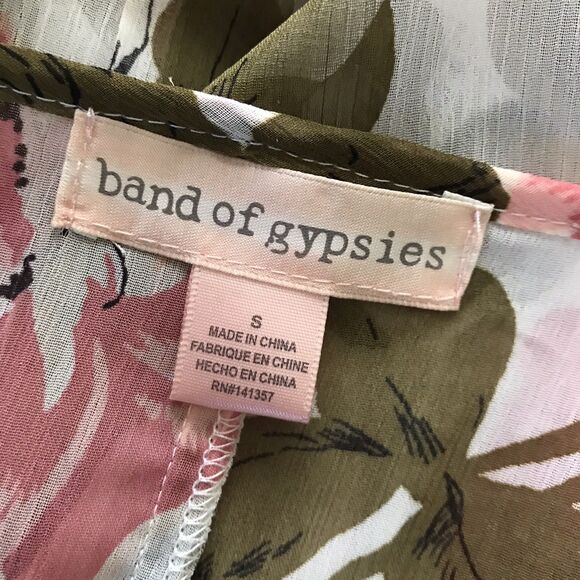 band of gypsies
S
MADE IN CHINA
FABRIQUE EN CHINE
HECHO EN CHINA
RN#141357